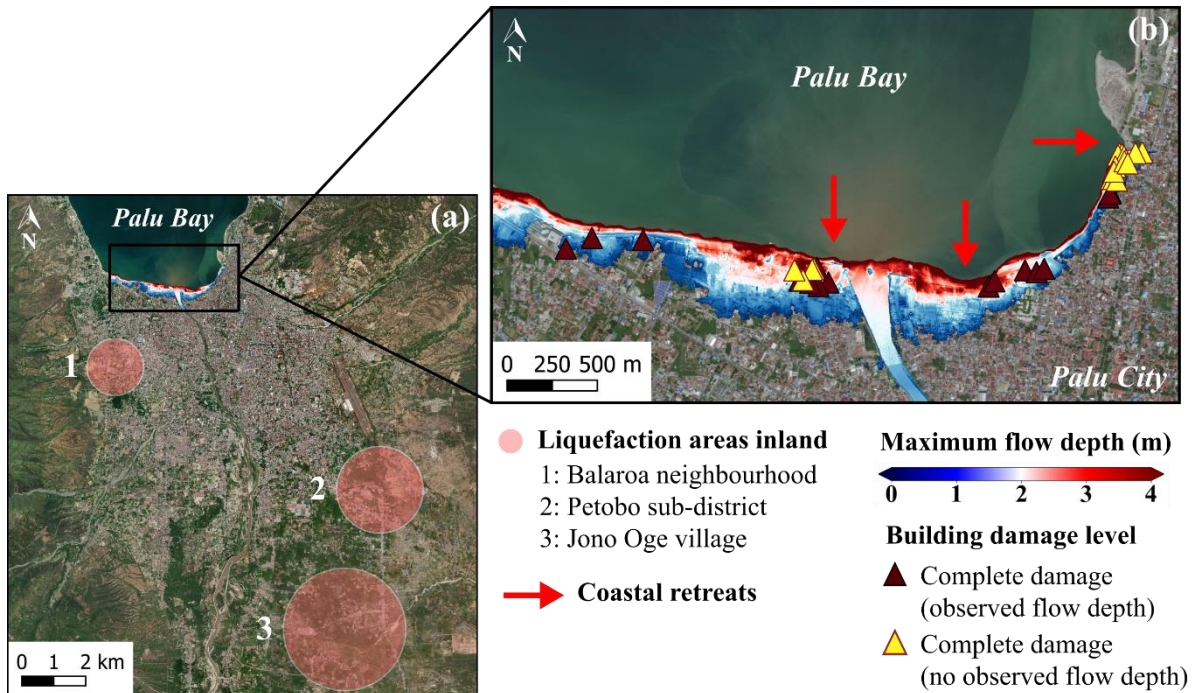 (a)
N
Palu Bay
1
2
3
0 1 2 km
(b)
N
Palu Bay
0 250 500 m
Palu City
Liquefaction areas inland
1: Balaroa neighbourhood
2: Petobo sub-district
3: Jono Oge village
Coastal retreats
Maximum flow depth (m)
0 1 2 3 4
Building damage level
Complete damage
(observed flow depth)
Complete damage
(no observed flow depth)